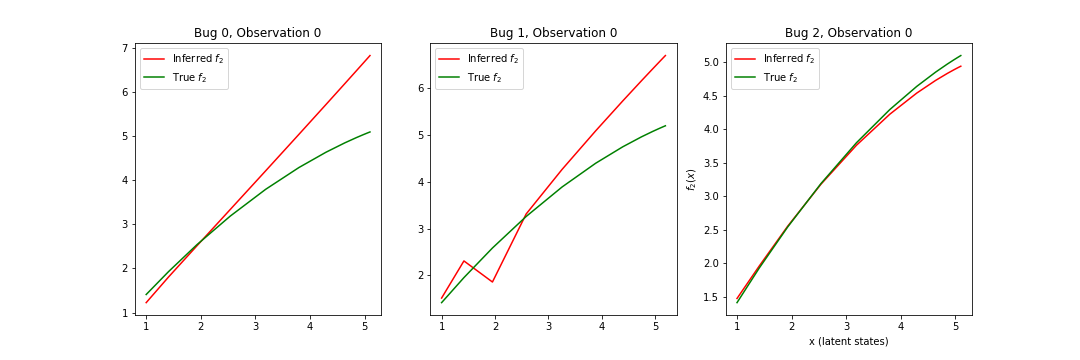 Bug 0, Observation 0
Inferred f₂
True f₂
7
6
5
4
3
2
1
1 2 3 4 5
Bug 1, Observation 0
Inferred f₂
True f₂
6
5
4
3
2
1 2 3 4 5
Bug 2, Observation 0
Inferred f₂
True f₂
f₂(x)
5.0
4.5
4.0
3.5
3.0
2.5
2.0
1.5
1 2 3 4 5
x (latent states)